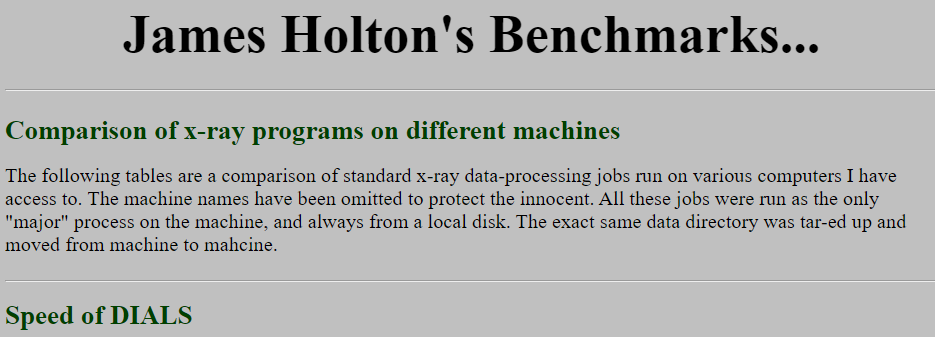 James Holton's Benchmarks...
Comparison of x-ray programs on different machines
The following tables are a comparison of standard x-ray data-processing jobs run on various computers I have
access to. The machine names have been omitted to protect the innocent. All these jobs were run as the only
"major" process on the machine, and always from a local disk. The exact same data directory was tar-ed up and
moved from machine to mahcine.
Speed of DIALS